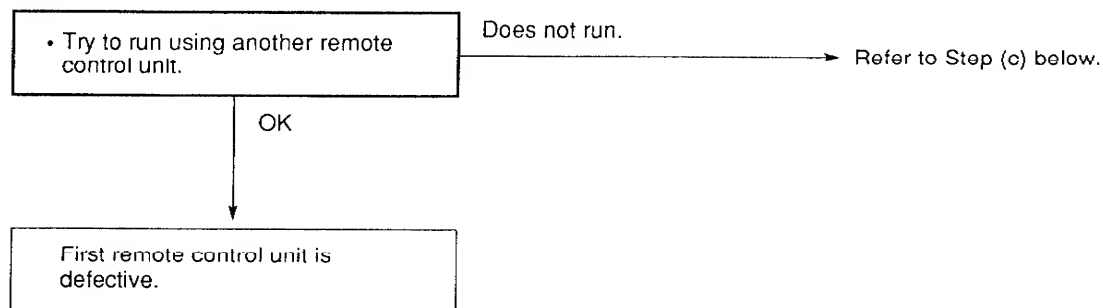 • Try to run using another remote
control unit.
Does not run.
Refer to Step (c) below.
OK
First remote control unit is
defective.